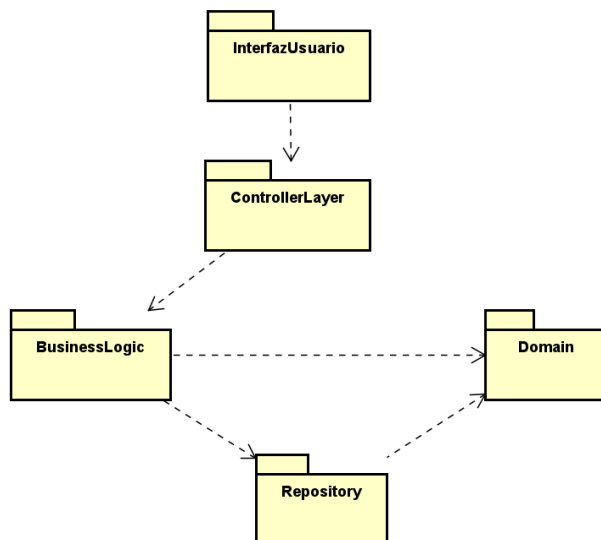 InterfazUsuario
ControllerLayer
BusinessLogic
Domain
Repository